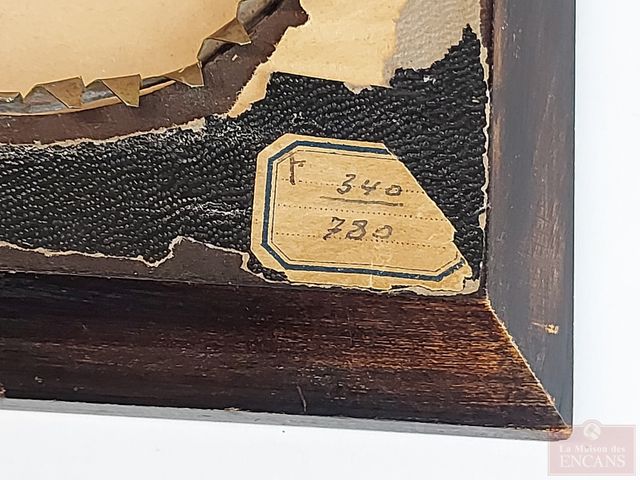 340
780
La Maison des
ENCANS